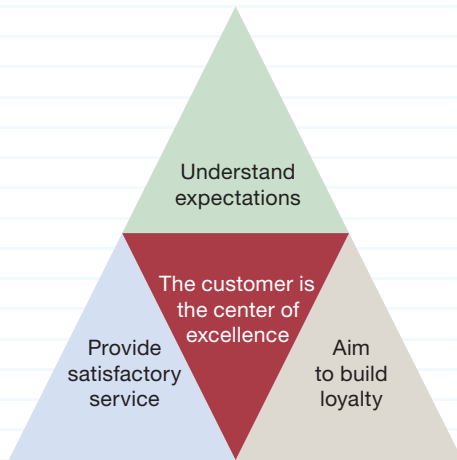 Understand
expectations
The customer is
the center of
excellence
Provide
satisfactory
service
Aim
to build
loyalty